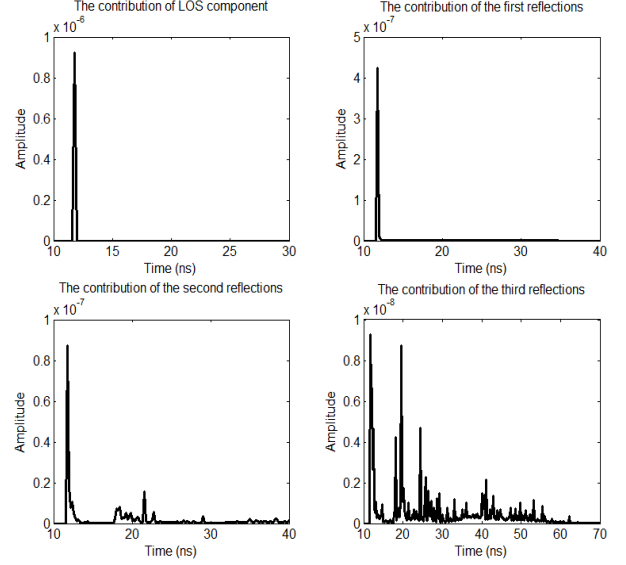 The contribution of LOS component
x 10^-6
1
0.8
0.6
0.4
0.2
0
Amplitude
10 15 20 25 30
Time (ns)
The contribution of the first reflections
x 10^-7
5
4
3
2
1
0
Amplitude
10 20 30 40
Time (ns)
The contribution of the second reflections
x 10^-7
1
0.8
0.6
0.4
0.2
0
Amplitude
10 20 30 40
Time (ns)
The contribution of the third reflections
x 10^-8
1
0.8
0.6
0.4
0.2
0
Amplitude
10 20 30 40 50 60 70
Time (ns)